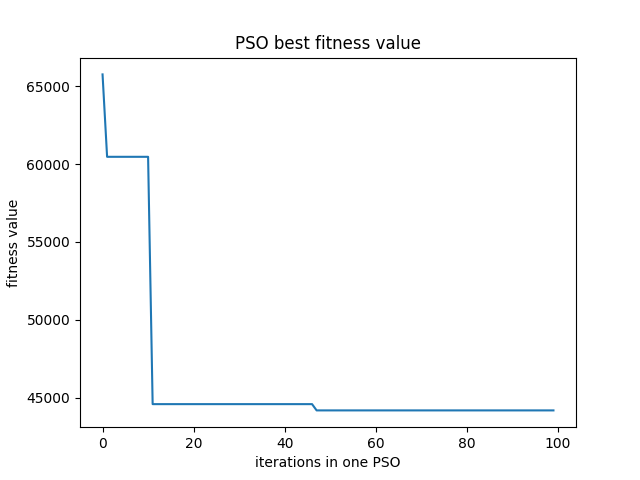 PSO best fitness value
65000
60000
55000
50000
45000
fitness value
0 20 40 60 80 100
iterations in one PSO